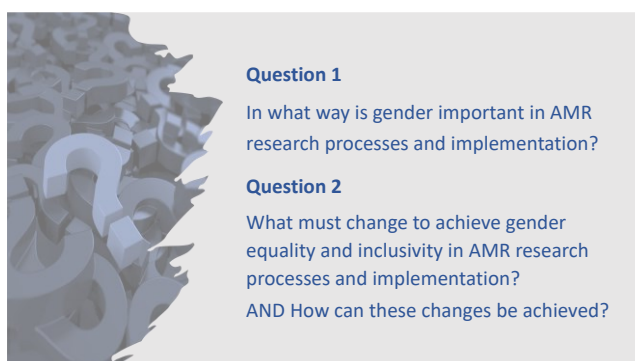 Question 1
In what way is gender important in AMR
research processes and implementation?
Question 2
What must change to achieve gender
equality and inclusivity in AMR research
processes and implementation?
AND How can these changes be achieved?